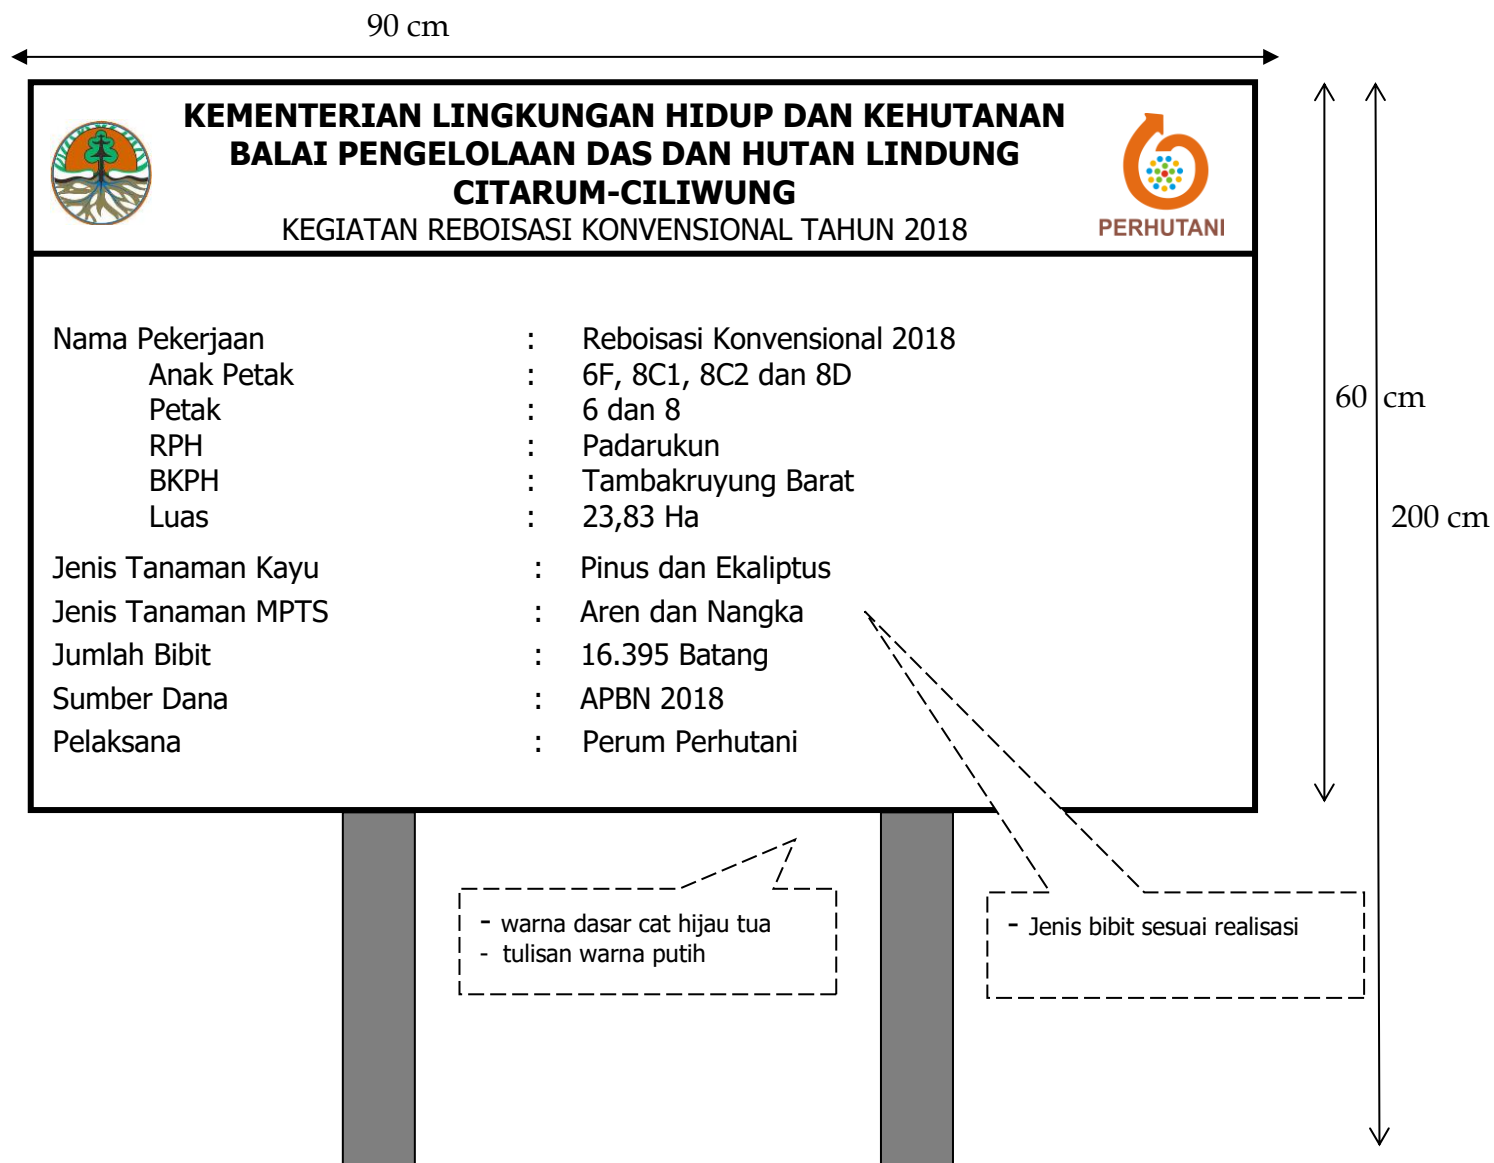 90 cm
KEMENTERIAN LINGKUNGAN HIDUP DAN KEHUTANAN
BALAI PENGELOLAAN DAS DAN HUTAN LINDUNG
CITARUM-CILIWUNG
KEGIATAN REBOISASI KONVENSIONAL TAHUN 2018
PERHUTANI
Nama Pekerjaan : Reboisasi Konvensional 2018
Anak Petak : 6F, 8C1, 8C2 dan 8D
Petak : 6 dan 8
RPH : Padarukun
BKPH : Tambakruyung Barat
Luas : 23,83 Ha
Jenis Tanaman Kayu : Pinus dan Ekaliptus
Jenis Tanaman MPTS : Aren dan Nangka
Jumlah Bibit : 16.395 Batang
Sumber Dana : APBN 2018
Pelaksana : Perum Perhutani
60 cm
200 cm
- warna dasar cat hijau tua
- tulisan warna putih
- Jenis bibit sesuai realisasi